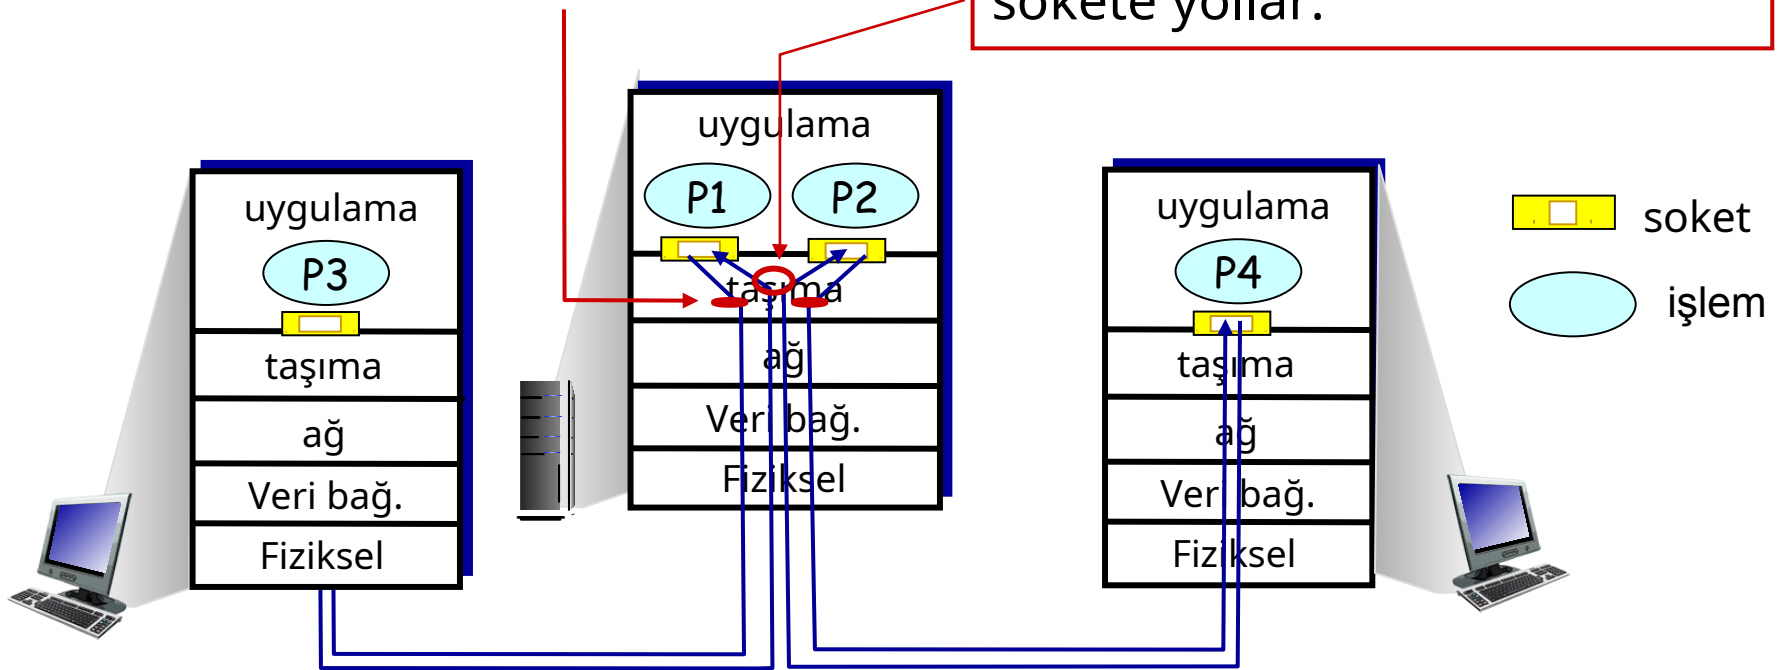 sokete yollar.
uygulama
P1 P2
taşıma
ağ
Veri bağ.
Fiziksel
uygulama
P3
taşıma
ağ
Veri bağ.
Fiziksel
uygulama
P4
taşıma
ağ
Veri bağ.
Fiziksel
soket
işlem